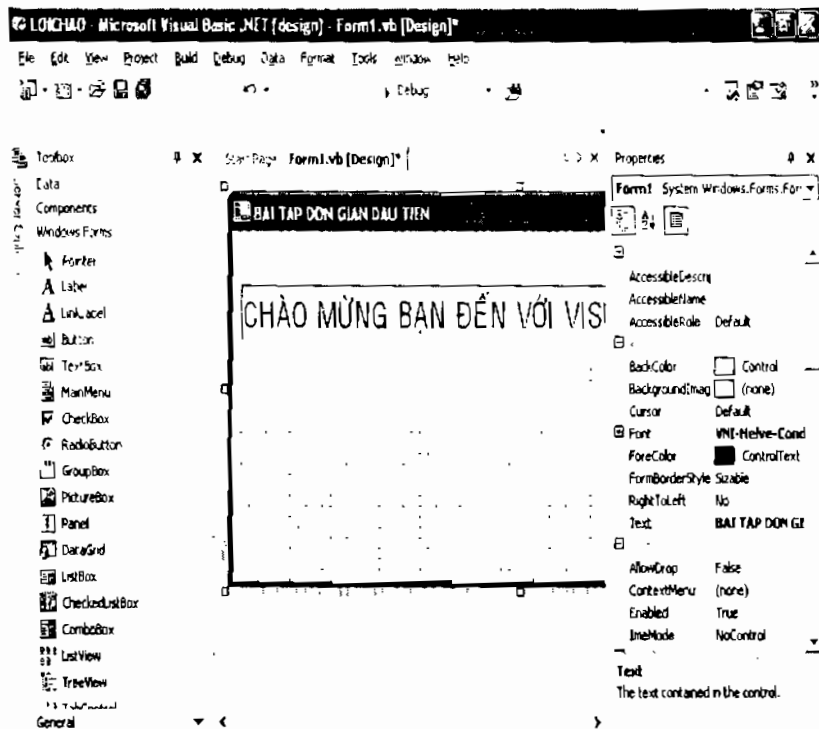 LOICHAO - Microsoft Visual Basic .NET [design] - Form1.vb [Design]*
File Edit View Project Build Debug Data Format Tools Window Help
Debug
Toolbox
Data
Components
Windows Forms
Pointer
Label
LinkLabel
Button
TextBox
MainMenu
CheckBox
RadioButton
GroupBox
PictureBox
Panel
DataGrid
ListBox
CheckedListBox
ComboBox
ListView
TreeView
TabControl
General
Start Page Form1.vb [Design]*
BAI TAP DON GIAN DAU TIEN
CHÀO MỪNG BẠN ĐẾN VỚI VISU
Properties
Form1 System.Windows.Forms.For
AccessibleDescri
AccessibleName
AccessibleRole Default
BackColor Control
BackgroundImag (none)
Cursor Default
Font VNI-Helve-Cond
ForeColor ControlText
FormBorderStyle Sizable
RightToLeft No
Text BAI TAP DON GI
AllowDrop False
ContextMenu (none)
Enabled True
ImeMode NoControl
Text
The text contained in the control.